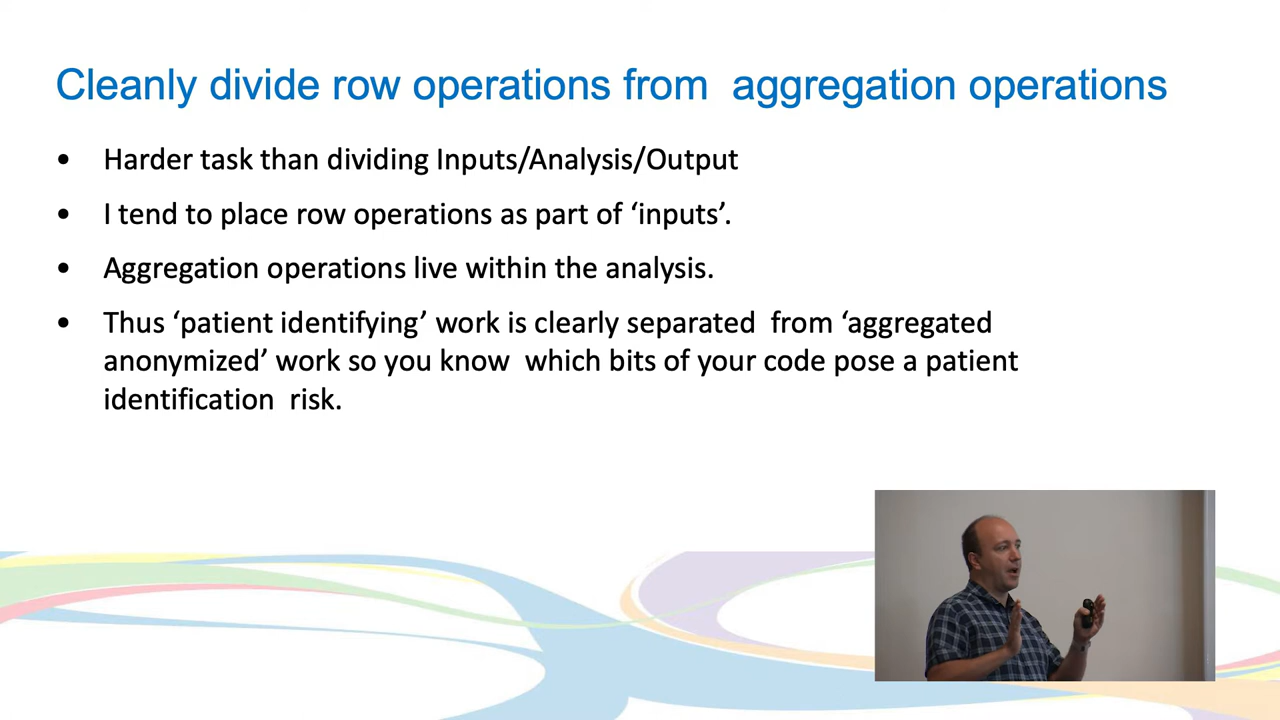 Cleanly divide row operations from aggregation operations
• Harder task than dividing Inputs/Analysis/Output
• I tend to place row operations as part of ‘inputs’.
• Aggregation operations live within the analysis.
• Thus ‘patient identifying’ work is clearly separated from ‘aggregated
anonymized’ work so you know which bits of your code pose a patient
identification risk.